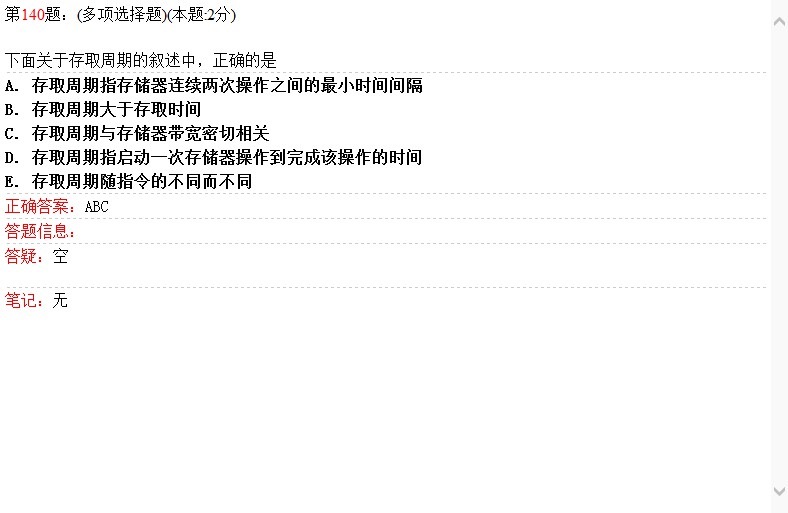 第140题：(多项选择题)(本题:2分)
下面关于存取周期的叙述中，正确的是
A. 存取周期指存储器连续两次操作之间的最小时间间隔
B. 存取周期大于存取时间
C. 存取周期与存储器带宽密切相关
D. 存取周期指启动一次存储器操作到完成该操作的时间
E. 存取周期随指令的不同而不同
正确答案：ABC
答题信息：
答疑：空
笔记：无